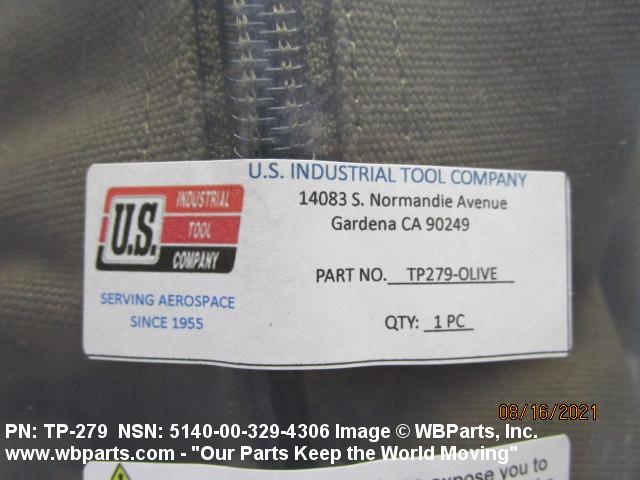 U.S. INDUSTRIAL TOOL COMPANY
14083 S. Normandie Avenue
Gardena CA 90249
U.S.
INDUSTRIAL
TOOL
COMPANY
PART NO. TP279-OLIVE
SERVING AEROSPACE
SINCE 1955
QTY: 1 PC
08/16/2021
PN: TP-279 NSN: 5140-00-329-4306 Image © WBParts, Inc.
www.wbparts.com - "Our Parts Keep the World Moving"
expose you to